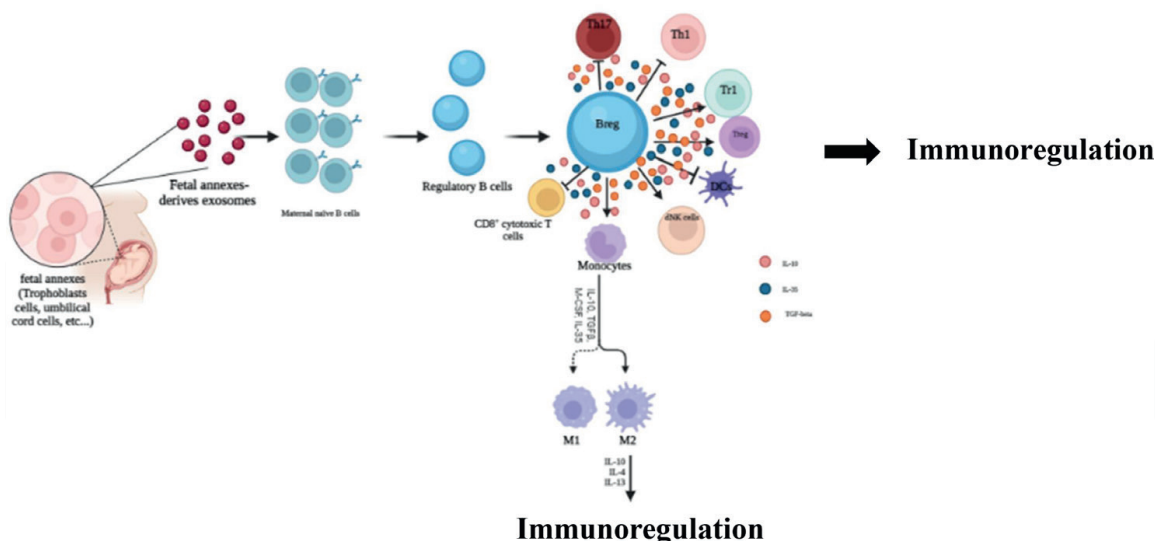 Th17
Th1
Tr1
Treg
Breg
DCs
dNK cells
Monocytes
CD8⁺ cytotoxic T
cells
Regulatory B cells
Maternal naïve B cells
Fetal annexes-
derives exosomes
fetal annexes
(Trophoblasts
cells, umbilical
cord cells, etc...)
Immunoregulation
IL-10
IL-35
TGF-beta
IL-10, TGFβ,
M-CSF, IL-35
M1
M2
IL-10
IL-4
IL-13
Immunoregulation